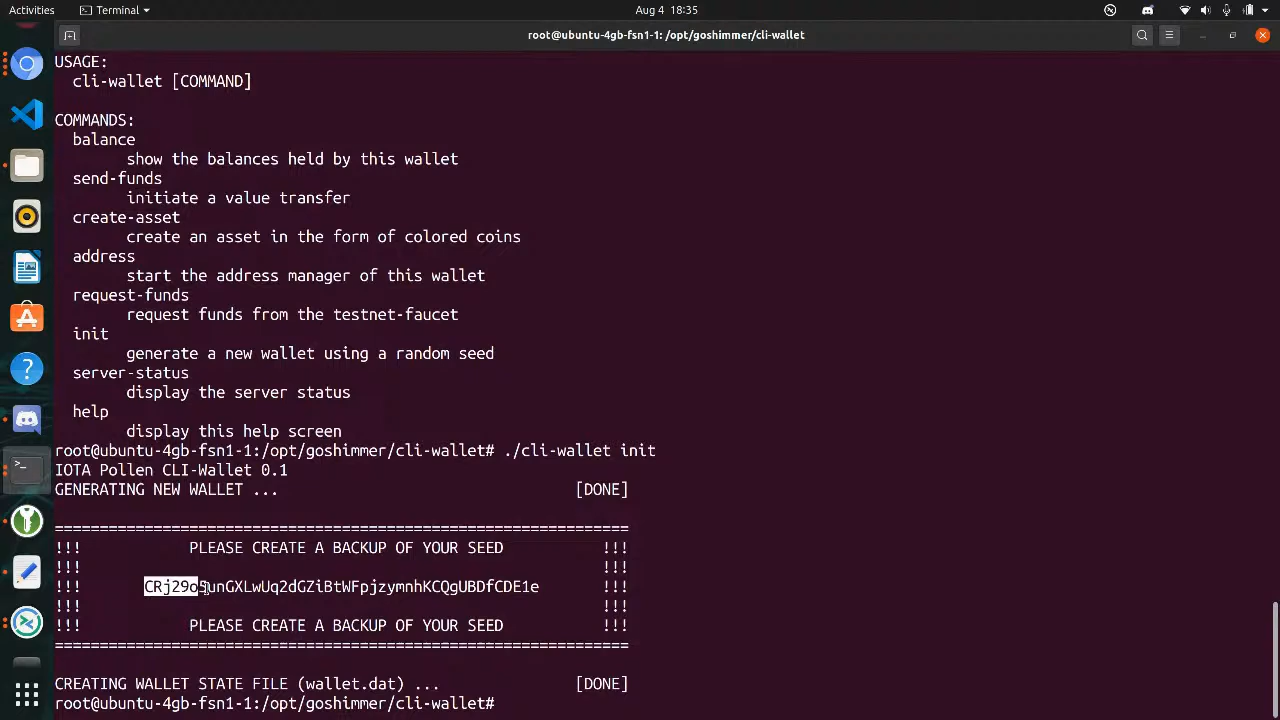 Activities
Terminal
Aug 4 18:35
root@ubuntu-4gb-fsn1-1: /opt/goshimmer/cli-wallet
USAGE:
cli-wallet [COMMAND]
COMMANDS:
balance
show the balances held by this wallet
send-funds
initiate a value transfer
create-asset
create an asset in the form of colored coins
address
start the address manager of this wallet
request-funds
request funds from the testnet-faucet
init
generate a new wallet using a random seed
server-status
display the server status
help
display this help screen
root@ubuntu-4gb-fsn1-1:/opt/goshimmer/cli-wallet# ./cli-wallet init
IOTA Pollen CLI-Wallet 0.1
GENERATING NEW WALLET ... [DONE]
================================================================
!!! PLEASE CREATE A BACKUP OF YOUR SEED !!!
!!! !!!
!!! CRj29oSunGXLwUq2dGZiBtWFpjzymnhKCQgUBDfCDE1e !!!
!!! !!!
!!! PLEASE CREATE A BACKUP OF YOUR SEED !!!
================================================================
CREATING WALLET STATE FILE (wallet.dat) ... [DONE]
root@ubuntu-4gb-fsn1-1:/opt/goshimmer/cli-wallet#